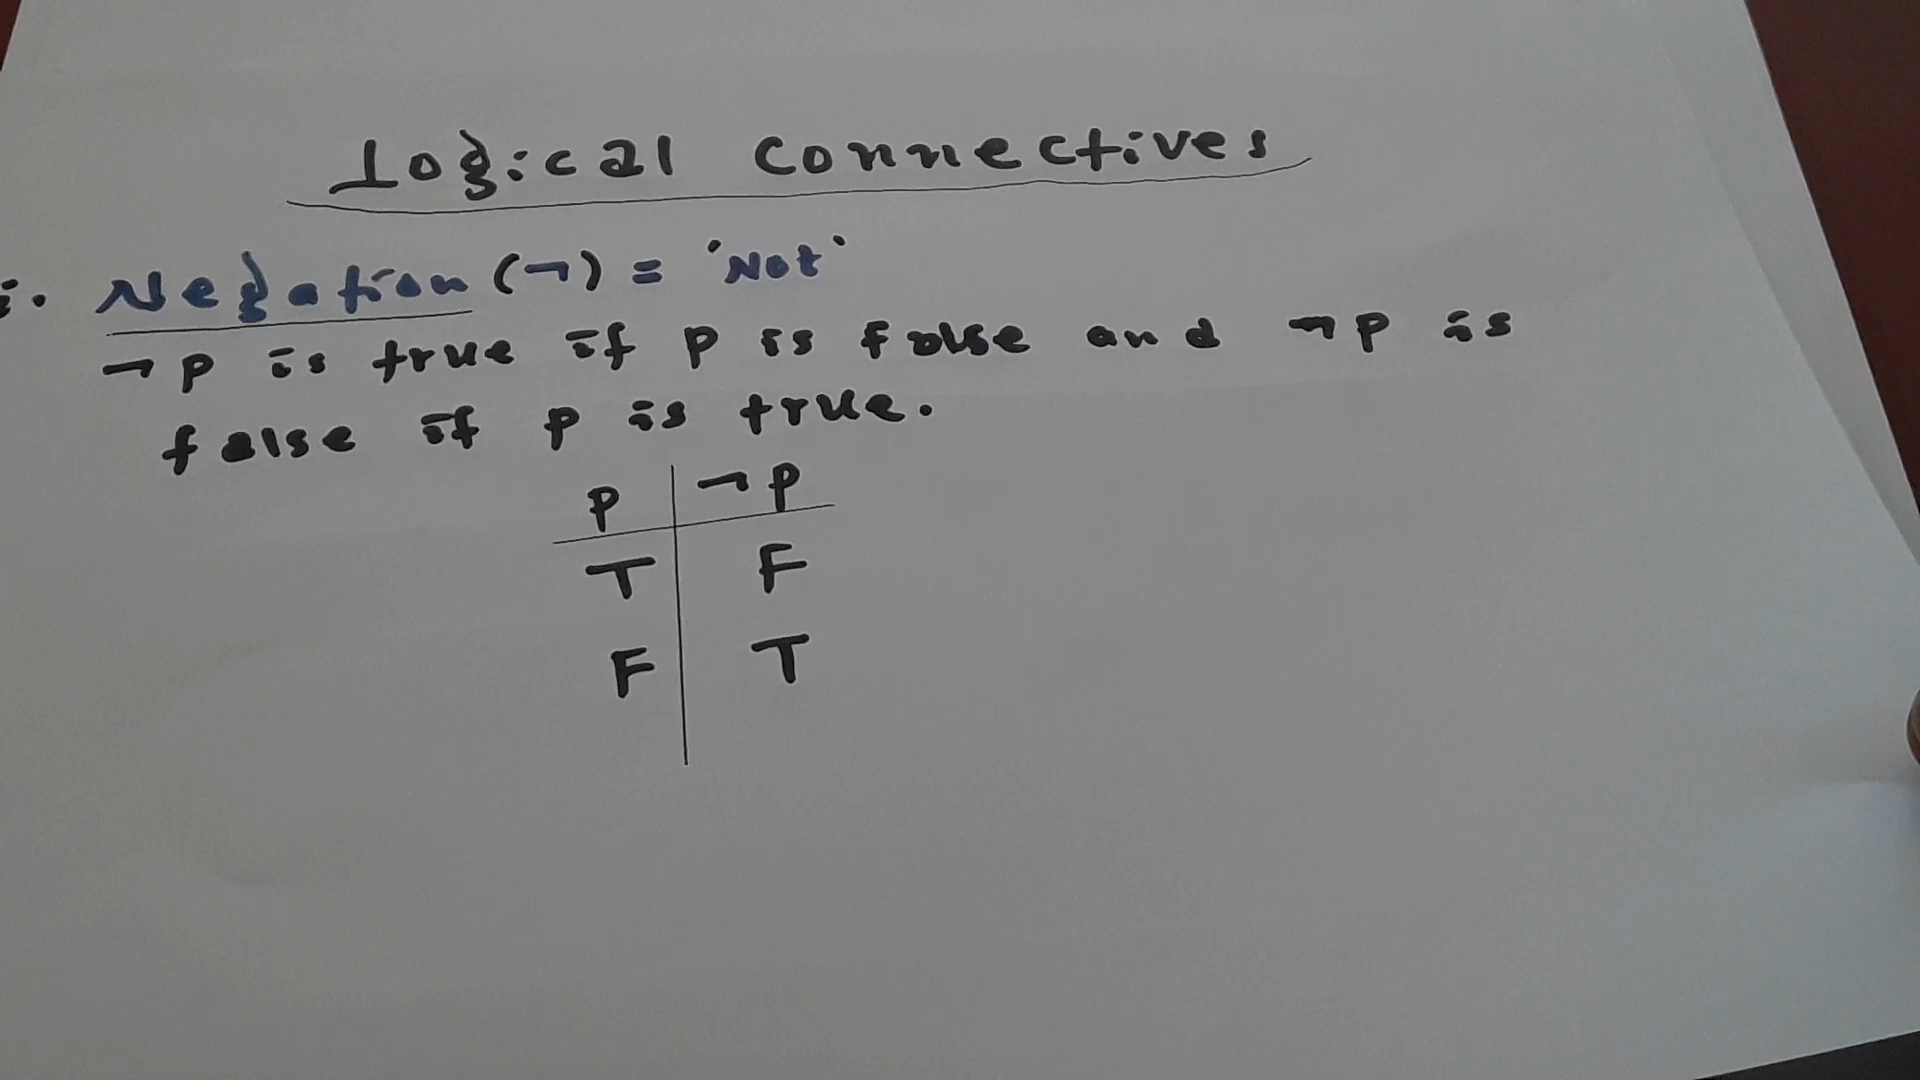 Logical Connectives
i. Negation (¬) = 'Not'
¬p is true if p is false and ¬p is
false if p is true.
P ¬P
T F
F T